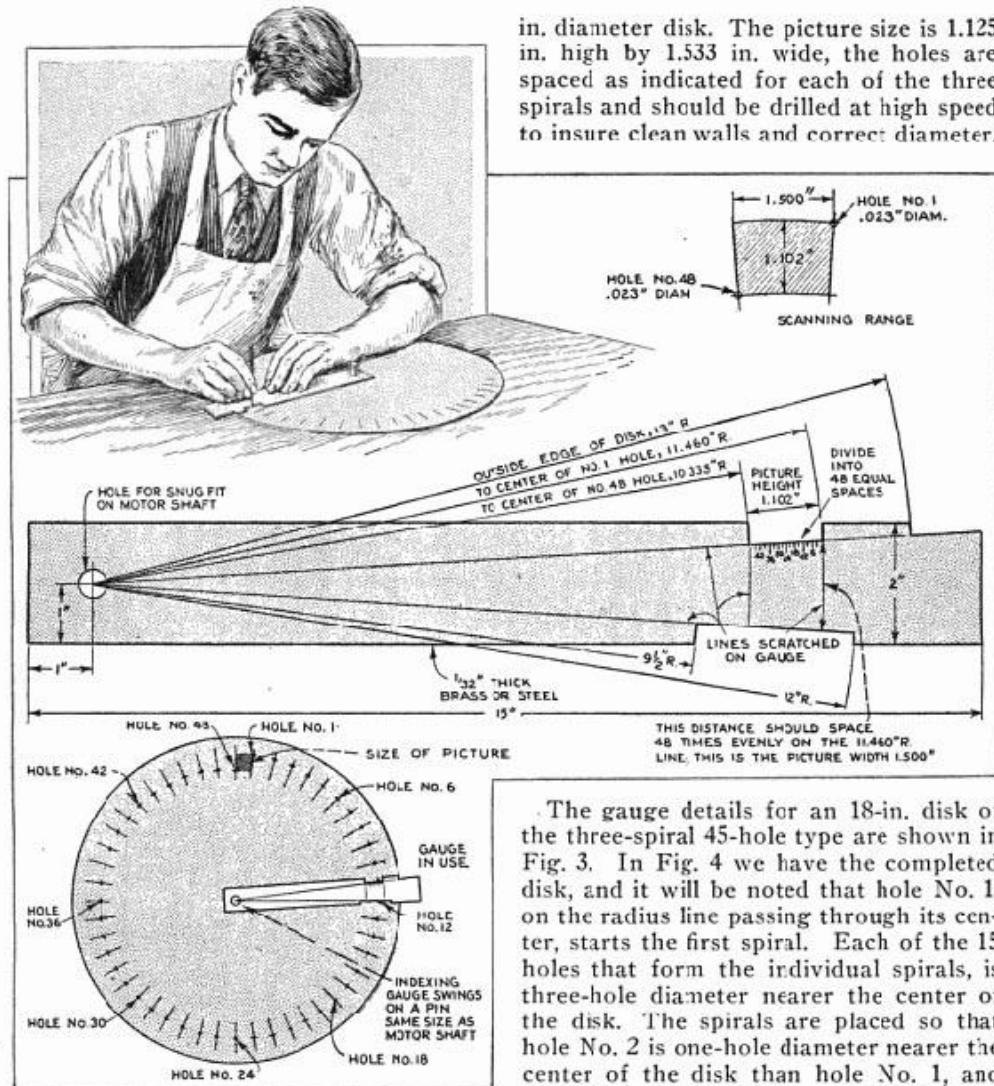 in. diameter disk. The picture size is 1.125
in. high by 1.533 in. wide, the holes are
spaced as indicated for each of the three
spirals and should be drilled at high speed
to insure clean walls and correct diameter.
1.500"
HOLE NO. 1
.023" DIAM.
1.102"
HOLE NO. 48
.023" DIAM
SCANNING RANGE
OUTSIDE EDGE OF DISK, 13" R
TO CENTER OF NO. 1 HOLE, 11.460" R.
TO CENTER OF NO. 48 HOLE,
PICTURE
HEIGHT
1.102"
DIVIDE
INTO
48 EQUAL
SPACES
HOLE FOR SNUG FIT
ON MOTOR SHAFT
1"
2"
LINES SCRATCHED
ON GAUGE
9 1/2" R.
1"
1/32" THICK
BRASS OR STEEL
12" R.
15"
THIS DISTANCE SHOULD SPACE
48 TIMES EVENLY ON THE 11.460" R.
LINE, THIS IS THE PICTURE WIDTH 1.500"
HOLE NO.
HOLE NO. 1
SIZE OF PICTURE
HOLE NO. 42
HOLE NO. 6
GAUGE
IN USE
HOLE
NO. 36
HOLE
NO. 12
INDEXING
GAUGE SWINGS
ON A PIN
SAME SIZE AS
MOTOR SHAFT
HOLE NO. 30
HOLE NO. 18
HOLE NO. 24
The gauge details for an 18-in. disk of
the three-spiral 45-hole type are shown in
Fig. 3. In Fig. 4 we have the completed
disk, and it will be noted that hole No. 1,
on the radius line passing through its cen-
ter, starts the first spiral. Each of the 15
holes that form the individual spirals, is
three-hole diameter nearer the center of
the disk. The spirals are placed so that
hole No. 2 is one-hole diameter nearer the
center of the disk than hole No. 1, and